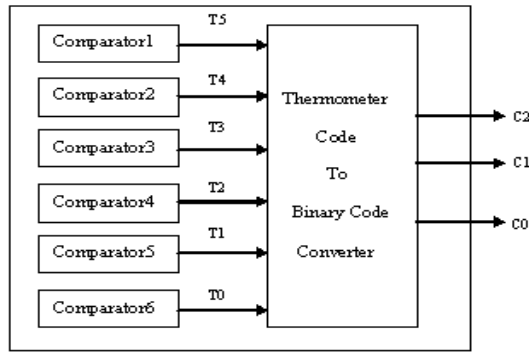 T5
Comparator1
T4
Comparator2
T3
Comparator3
T2
Comparator4
T1
Comparator5
T0
Comparator6
Thermometer
Code
To
Binary Code
Converter
C2
C1
C0